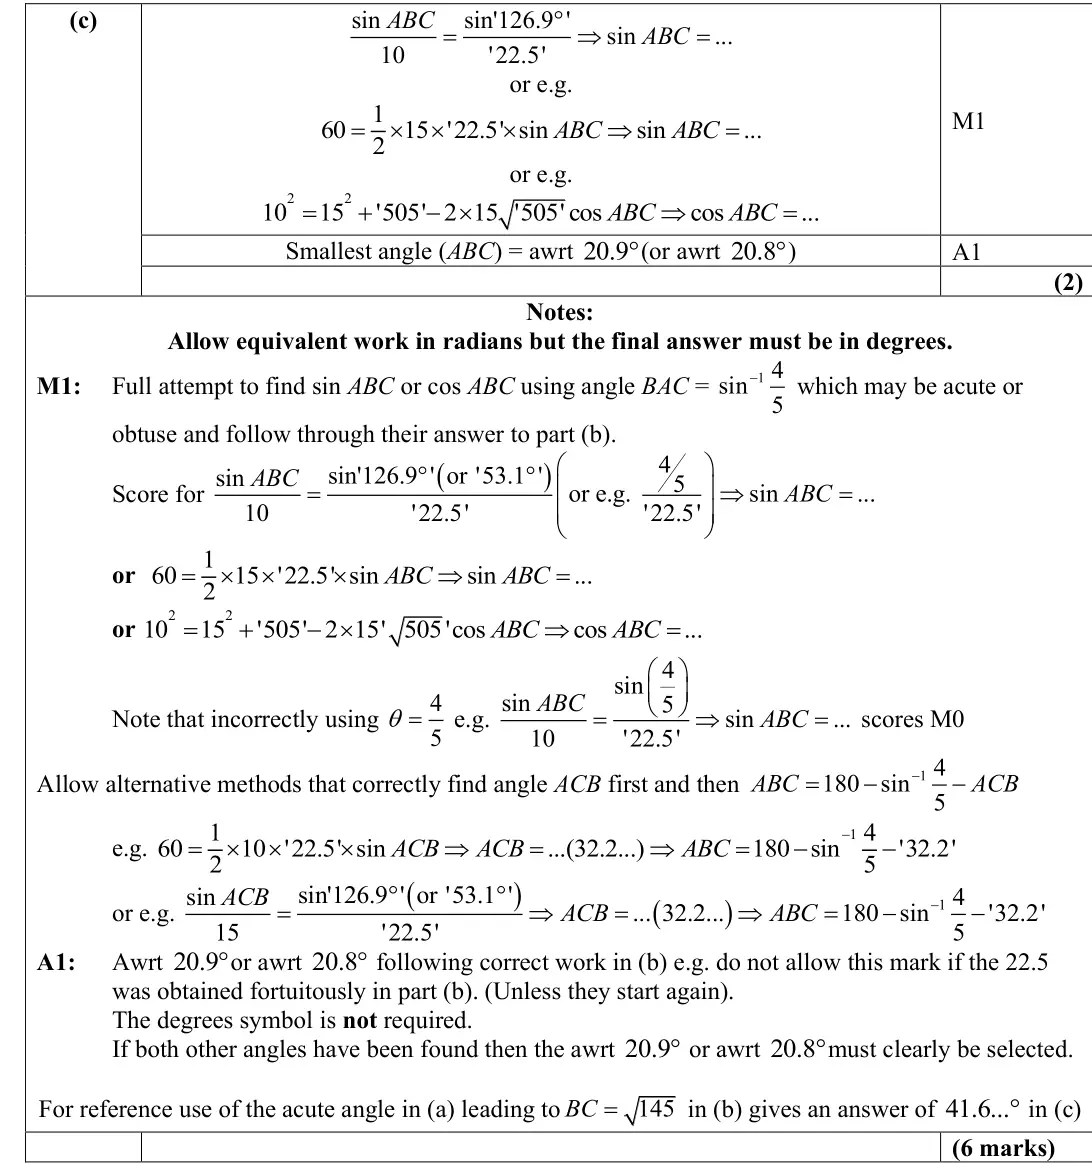 (c) sin ABC / 10 = sin'126.9°' / '22.5' ⇒ sin ABC = ...
or e.g.
60 = 1/2 × 15 × '22.5' × sin ABC ⇒ sin ABC = ...
or e.g.
10² = 15² + '505' − 2 × 15√'505' cos ABC ⇒ cos ABC = ...
M1
Smallest angle (ABC) = awrt 20.9° (or awrt 20.8°) A1
(2)
Notes:
Allow equivalent work in radians but the final answer must be in degrees.
M1: Full attempt to find sin ABC or cos ABC using angle BAC = sin⁻¹ 4/5 which may be acute or
obtuse and follow through their answer to part (b).
Score for sin ABC / 10 = sin'126.9°'(or '53.1°') / '22.5' (or e.g. (4/5) / '22.5') ⇒ sin ABC = ...
or 60 = 1/2 × 15 × '22.5' × sin ABC ⇒ sin ABC = ...
or 10² = 15² + '505' − 2 × 15'√505' cos ABC ⇒ cos ABC = ...
Note that incorrectly using θ = 4/5 e.g. sin ABC / 10 = sin(4/5) / '22.5' ⇒ sin ABC = ... scores M0
Allow alternative methods that correctly find angle ACB first and then ABC = 180 − sin⁻¹ 4/5 − ACB
e.g. 60 = 1/2 × 10 × '22.5' × sin ACB ⇒ ACB = ...(32.2...) ⇒ ABC = 180 − sin⁻¹ 4/5 − '32.2'
or e.g. sin ACB / 15 = sin'126.9°'(or '53.1°') / '22.5' ⇒ ACB = ...(32.2...) ⇒ ABC = 180 − sin⁻¹ 4/5 − '32.2'
A1: Awrt 20.9° or awrt 20.8° following correct work in (b) e.g. do not allow this mark if the 22.5
was obtained fortuitously in part (b). (Unless they start again).
The degrees symbol is not required.
If both other angles have been found then the awrt 20.9° or awrt 20.8° must clearly be selected.
For reference use of the acute angle in (a) leading to BC = √145 in (b) gives an answer of 41.6...° in (c)
(6 marks)